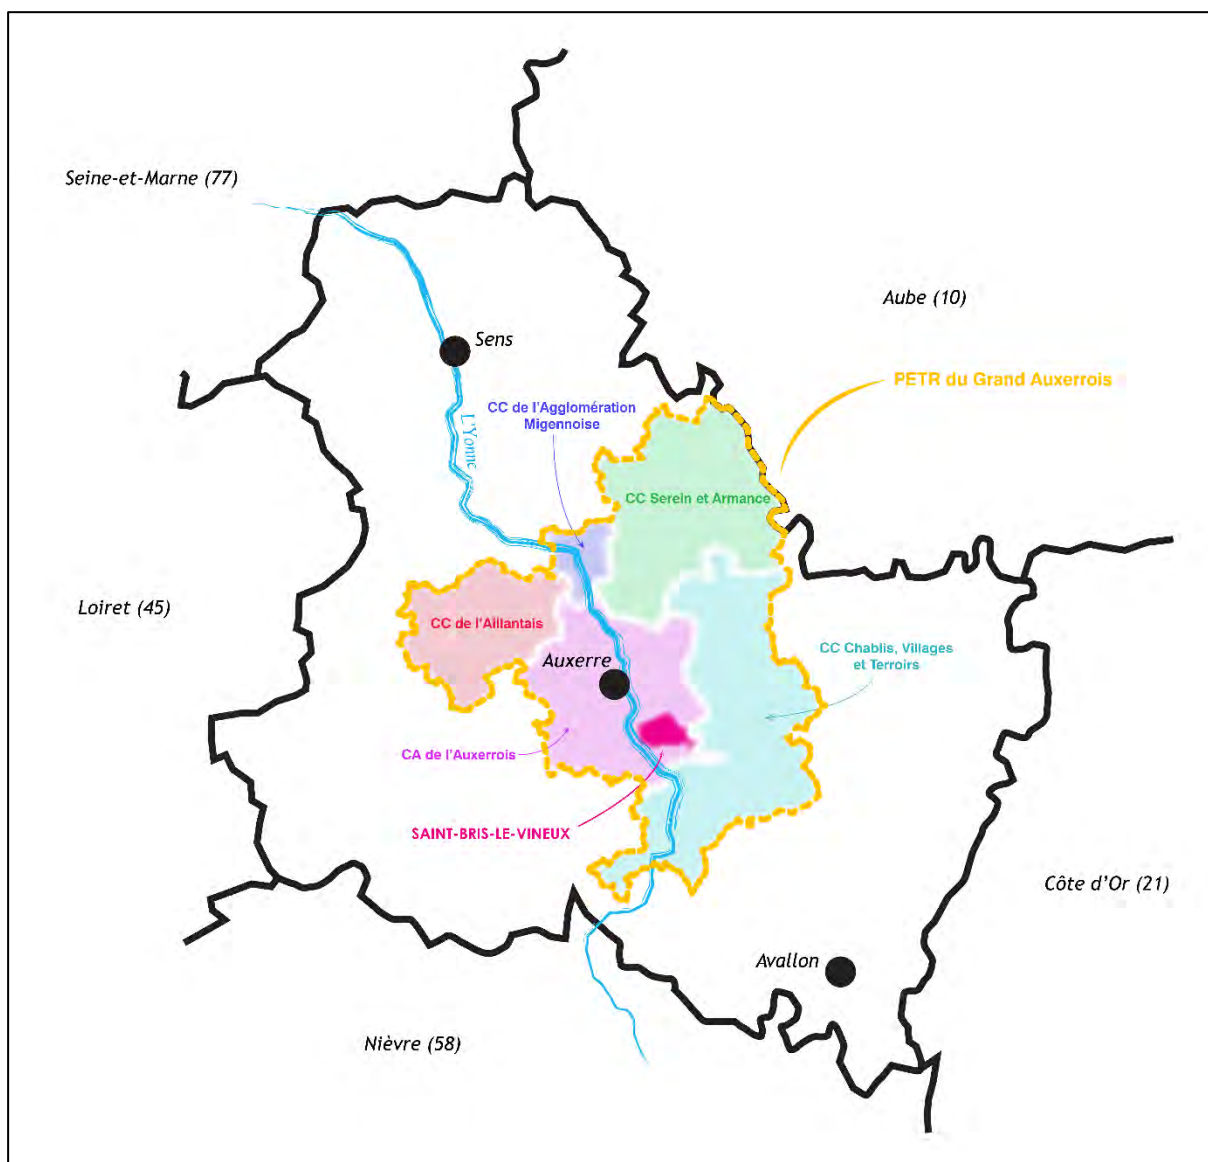 Seine-et-Marne (77)
Aube (10)
Sens
PETR du Grand Auxerrois
CC de l'Agglomération
Migennoise
L'Yonne
CC Serein et Armance
Loiret (45)
CC de l'Aillantais
CC Chablis, Villages
et Terroirs
Auxerre
CA de l'Auxerrois
SAINT-BRIS-LE-VINEUX
Côte d'Or (21)
Avallon
Nièvre (58)